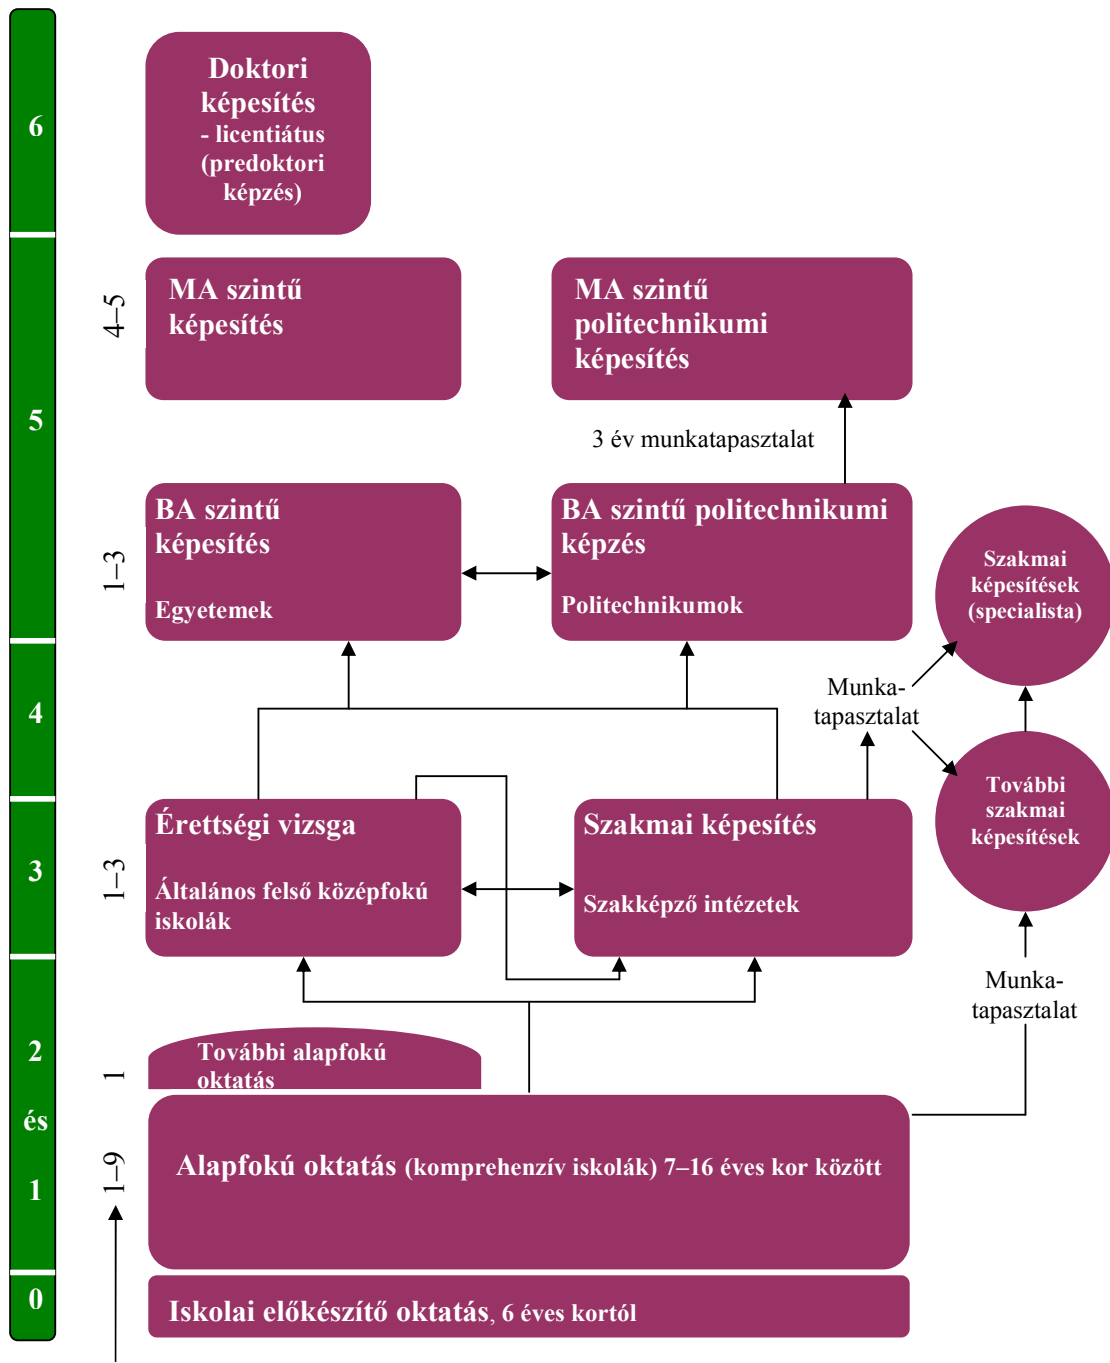 6
Doktori
képesítés
- licentiátus
(predoktori
képzés)
5
4–5
MA szintű
képesítés
MA szintű
politechnikumi
képesítés
3 év munkatapasztalat
1–3
BA szintű
képesítés
Egyetemek
BA szintű politechnikumi
képzés
Politechnikumok
Szakmai
képesítések
(specialista)
4
Munka-
tapasztalat
3
1–3
Érettségi vizsga
Általános felső középfokú
iskolák
Szakmai képesítés
Szakképző intézetek
További
szakmai
képesítések
Munka-
tapasztalat
2
és
1
1
További alapfokú
oktatás
1–9
Alapfokú oktatás (komprehenzív iskolák) 7–16 éves kor között
0
Iskolai előkészítő oktatás, 6 éves kortól